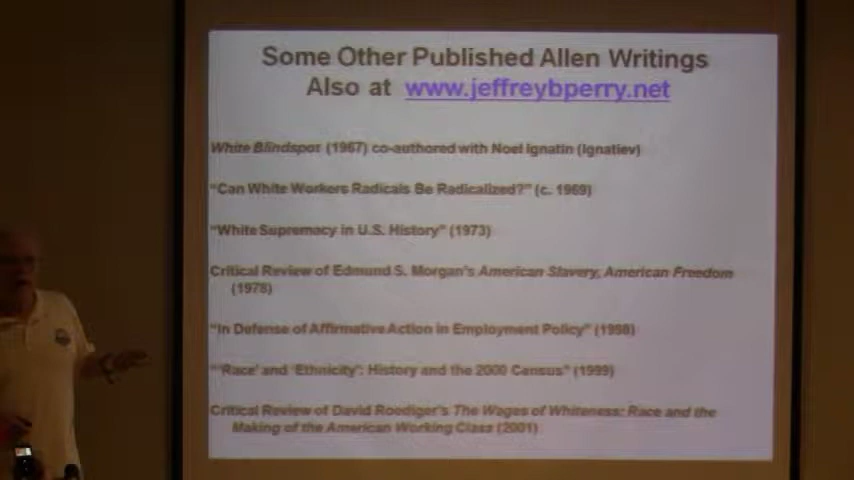 Some Other Published Allen Writings
Also at www.jeffreybperry.net
White Blindspot (1967) co-authored with Noel Ignatin (Ignatiev)
"Can White Workers Radicals Be Radicalized?" (c. 1969)
"White Supremacy in U.S. History" (1973)
Critical Review of Edmund S. Morgan's American Slavery, American Freedom
(1978)
"In Defense of Affirmative Action in Employment Policy" (1998)
"'Race' and 'Ethnicity': History and the 2000 Census" (1999)
Critical Review of David Roediger's The Wages of Whiteness: Race and the
Making of the American Working Class (2001)